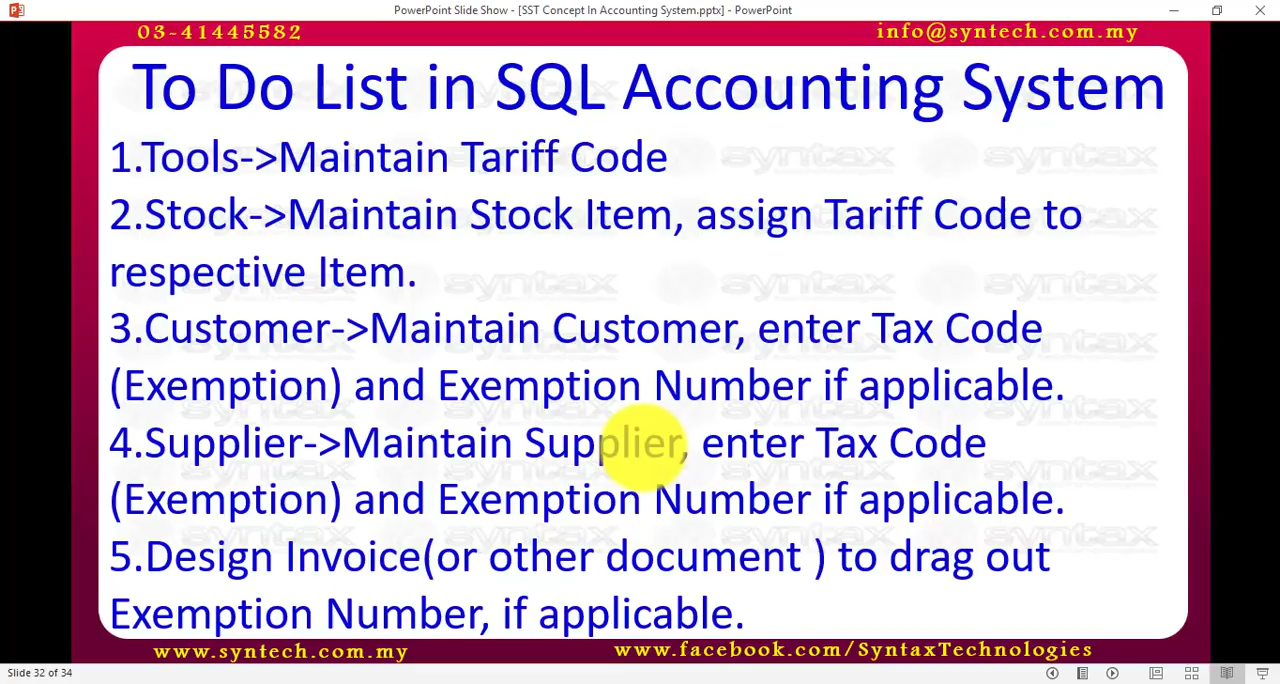 PowerPoint Slide Show - [SST Concept In Accounting System.pptx] - PowerPoint
03-41445582
info@syntech.com.my
To Do List in SQL Accounting System
1.Tools->Maintain Tariff Code
2.Stock->Maintain Stock Item, assign Tariff Code to
respective Item.
3.Customer->Maintain Customer, enter Tax Code
(Exemption) and Exemption Number if applicable.
4.Supplier->Maintain Supplier, enter Tax Code
(Exemption) and Exemption Number if applicable.
5.Design Invoice(or other document ) to drag out
Exemption Number, if applicable.
www.syntech.com.my
www.facebook.com/SyntaxTechnologies
Slide 32 of 34